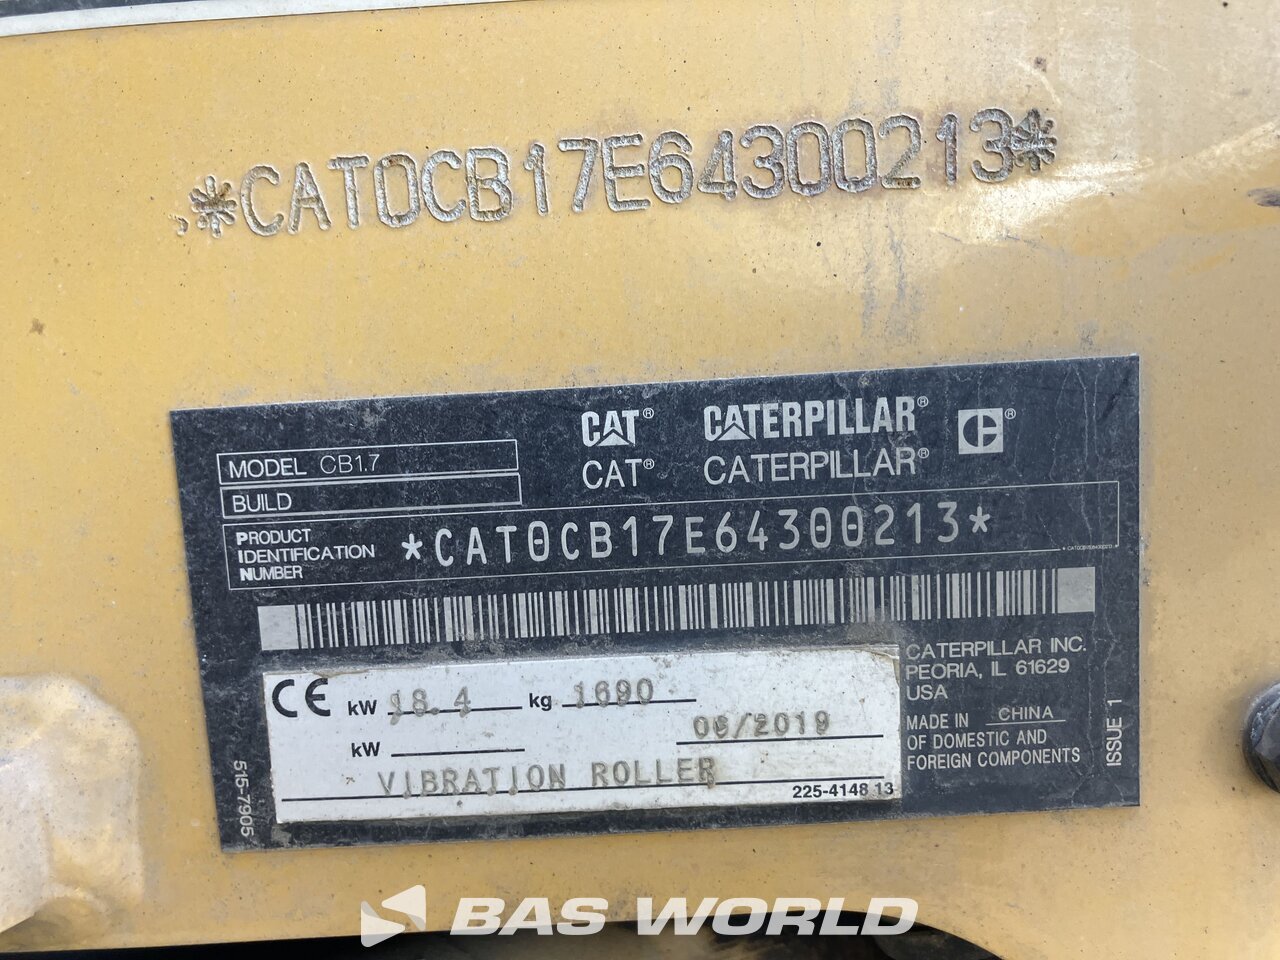 *CAT0CB17E64300213*
CAT® CATERPILLAR®
CAT® CATERPILLAR®
MODEL CB1.7
BUILD
PRODUCT
IDENTIFICATION
NUMBER
*CAT0CB17E64300213*
CE kW 18.4 kg 1690
kW
VIBRATION ROLLER
225-4148 13
515-7905
CATERPILLAR INC.
PEORIA, IL 61629
USA
MADE IN CHINA
OF DOMESTIC AND
FOREIGN COMPONENTS
ISSUE 1
BAS WORLD